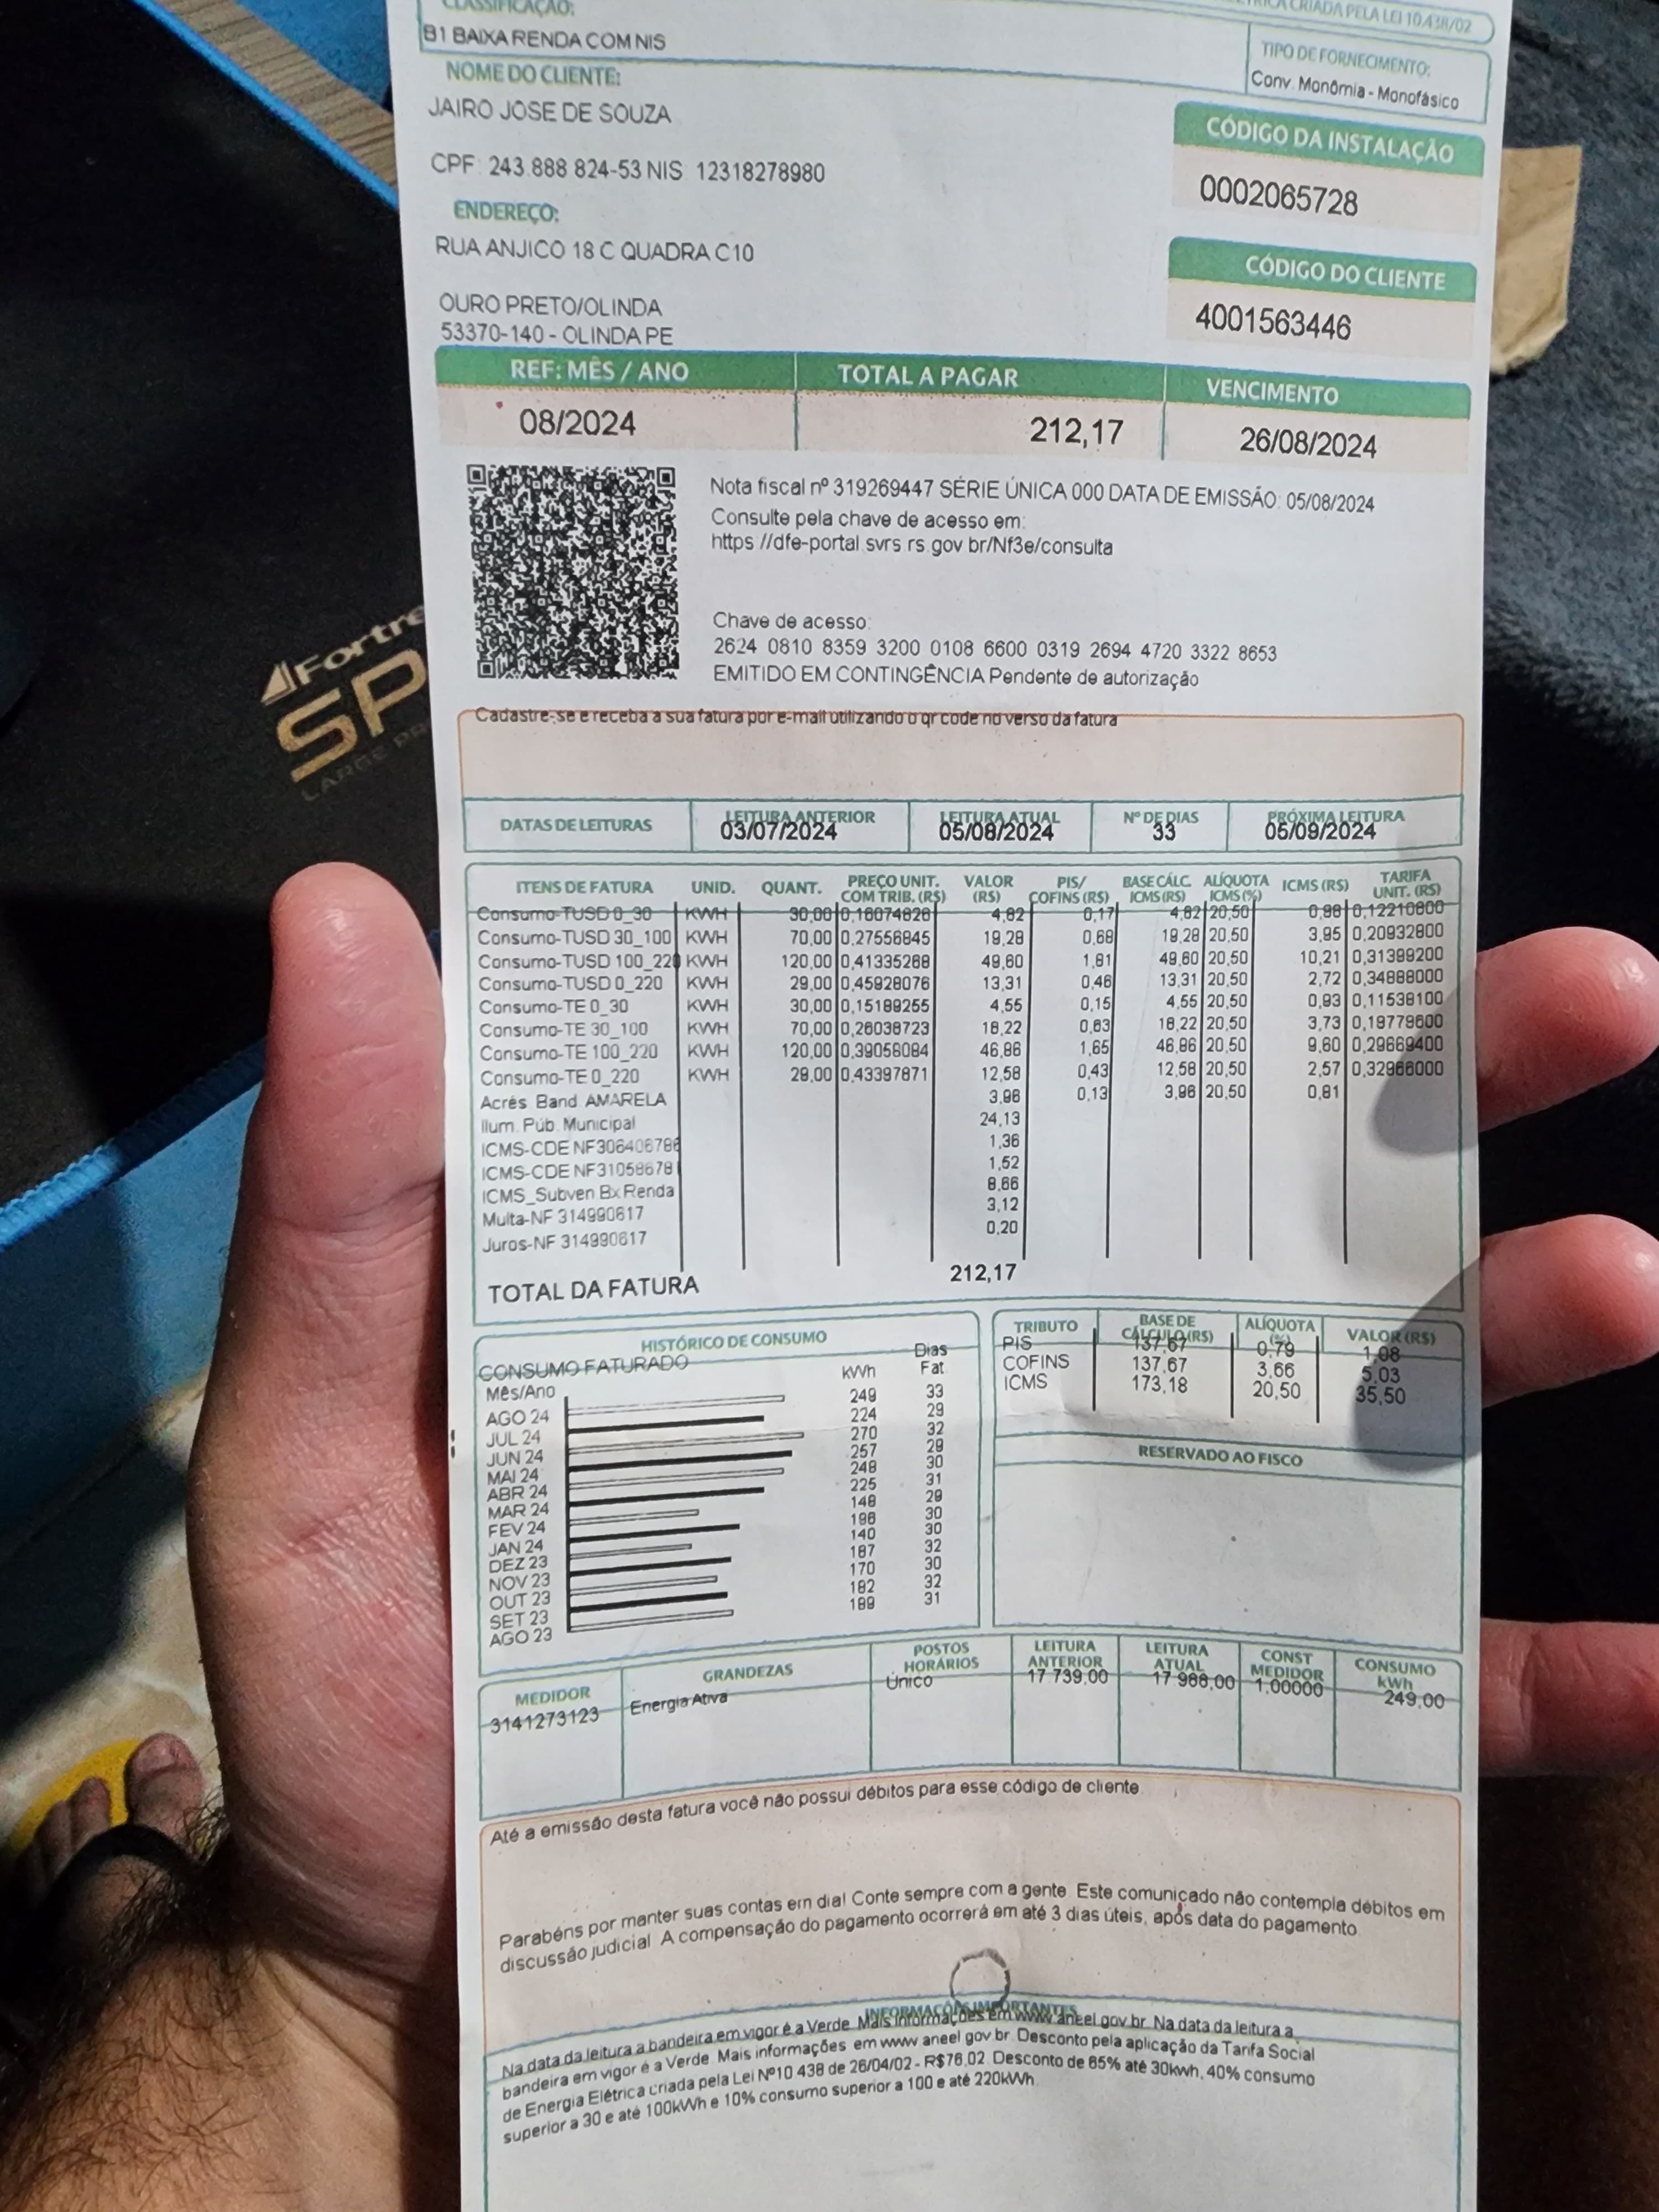 CLASSIFICAÇÃO:
B1 BAIXA RENDA COM NIS
CRIADA PELA LEI 10.438/02
TIPO DE FORNECIMENTO:
Conv. Monômia - Monofásico
NOME DO CLIENTE:
JAIRO JOSE DE SOUZA
CPF: 243.888 824-53 NIS: 12318278980
ENDEREÇO:
RUA ANJICO 18 C QUADRA C10
OURO PRETO/OLINDA
53370-140 - OLINDA PE
CÓDIGO DA INSTALAÇÃO
0002065728
CÓDIGO DO CLIENTE
4001563446
REF: MÊS / ANO TOTAL A PAGAR VENCIMENTO
08/2024 212,17 26/08/2024
Nota fiscal nº 319269447 SÉRIE ÚNICA 000 DATA DE EMISSÃO: 05/08/2024
Consulte pela chave de acesso em:
https://dfe-portal.svrs.rs.gov.br/Nf3e/consulta
Chave de acesso:
2624 0810 8359 3200 0108 6600 0319 2694 4720 3322 8653
EMITIDO EM CONTINGÊNCIA Pendente de autorização
Fortre
SP
Cadastre-se e receba a sua fatura por e-mail utilizando o qr code no verso da fatura
DATAS DE LEITURAS LEITURA ANTERIOR LEITURA ATUAL Nº DE DIAS PRÓXIMA LEITURA
03/07/2024 05/08/2024 33 05/09/2024
ITENS DE FATURA UNID. QUANT. PREÇO UNIT. COM TRIB. (R$) VALOR (R$) PIS/ COFINS (R$) BASE CÁLC. ICMS (R$) ALÍQUOTA ICMS (%) ICMS (R$) TARIFA UNIT. (R$)
Consumo-TUSD 0_30 KWH 30,00 0,16074828 4,82 0,17 4,82 20,50 0,98 0,12210800
Consumo-TUSD 30_100 KWH 70,00 0,27556845 19,28 0,68 19,28 20,50 3,95 0,20932800
Consumo-TUSD 100_220 KWH 120,00 0,41335268 49,60 1,81 49,60 20,50 10,21 0,31399200
Consumo-TUSD 0_220 KWH 29,00 0,45928076 13,31 0,46 13,31 20,50 2,72 0,34888000
Consumo-TE 0_30 KWH 30,00 0,15189255 4,55 0,15 4,55 20,50 0,93 0,11538100
Consumo-TE 30_100 KWH 70,00 0,26038723 18,22 0,63 18,22 20,50 3,73 0,19779600
Consumo-TE 100_220 KWH 120,00 0,39058084 46,86 1,65 46,86 20,50 9,60 0,29669400
Consumo-TE 0_220 KWH 29,00 0,43397871 12,58 0,43 12,58 20,50 2,57 0,32966000
Acrés. Band. AMARELA 3,96 0,13 3,96 20,50 0,81
Ilum. Púb. Municipal 24,13
ICMS-CDE NF306406786 1,36
ICMS-CDE NF31058678 1,52
ICMS_Subven Bx Renda 8,66
Multa-NF 314990617 3,12
Juros-NF 314990617 0,20
TOTAL DA FATURA 212,17
HISTÓRICO DE CONSUMO
CONSUMO FATURADO
Mês/Ano kWh Dias Fat
AGO 24 249 33
JUL 24 224 29
JUN 24 270 32
MAI 24 257 29
ABR 24 248 30
MAR 24 225 31
FEV 24 148 29
JAN 24 196 30
DEZ 23 140 30
NOV 23 187 32
OUT 23 170 30
SET 23 182 32
AGO 23 189 31
TRIBUTO BASE DE CÁLCULO (R$) ALÍQUOTA (%) VALOR (R$)
PIS 137,67 0,79 1,08
COFINS 137,67 3,66 5,03
ICMS 173,18 20,50 35,50
RESERVADO AO FISCO
MEDIDOR GRANDEZAS POSTOS HORÁRIOS LEITURA ANTERIOR LEITURA ATUAL CONST MEDIDOR CONSUMO kWh
3141273123 Energia Ativa Único 17.739,00 17.988,00 1,00000 249,00
Até a emissão desta fatura você não possui débitos para esse código de cliente.
Parabéns por manter suas contas em dia! Conte sempre com a gente. Este comunicado não contempla débitos em
discussão judicial. A compensação do pagamento ocorrerá em até 3 dias úteis, após data do pagamento.
INFORMAÇÕES IMPORTANTES
Na data da leitura a bandeira em vigor é a Verde. Mais informações em www.aneel.gov.br. Na data da leitura a
bandeira em vigor é a Verde. Mais informações em www.aneel.gov.br. Desconto pela aplicação da Tarifa Social
de Energia Elétrica criada pela Lei Nº10.438 de 26/04/02 - R$76,02. Desconto de 65% até 30kwh, 40% consumo
superior a 30 e até 100kWh e 10% consumo superior a 100 e até 220kWh